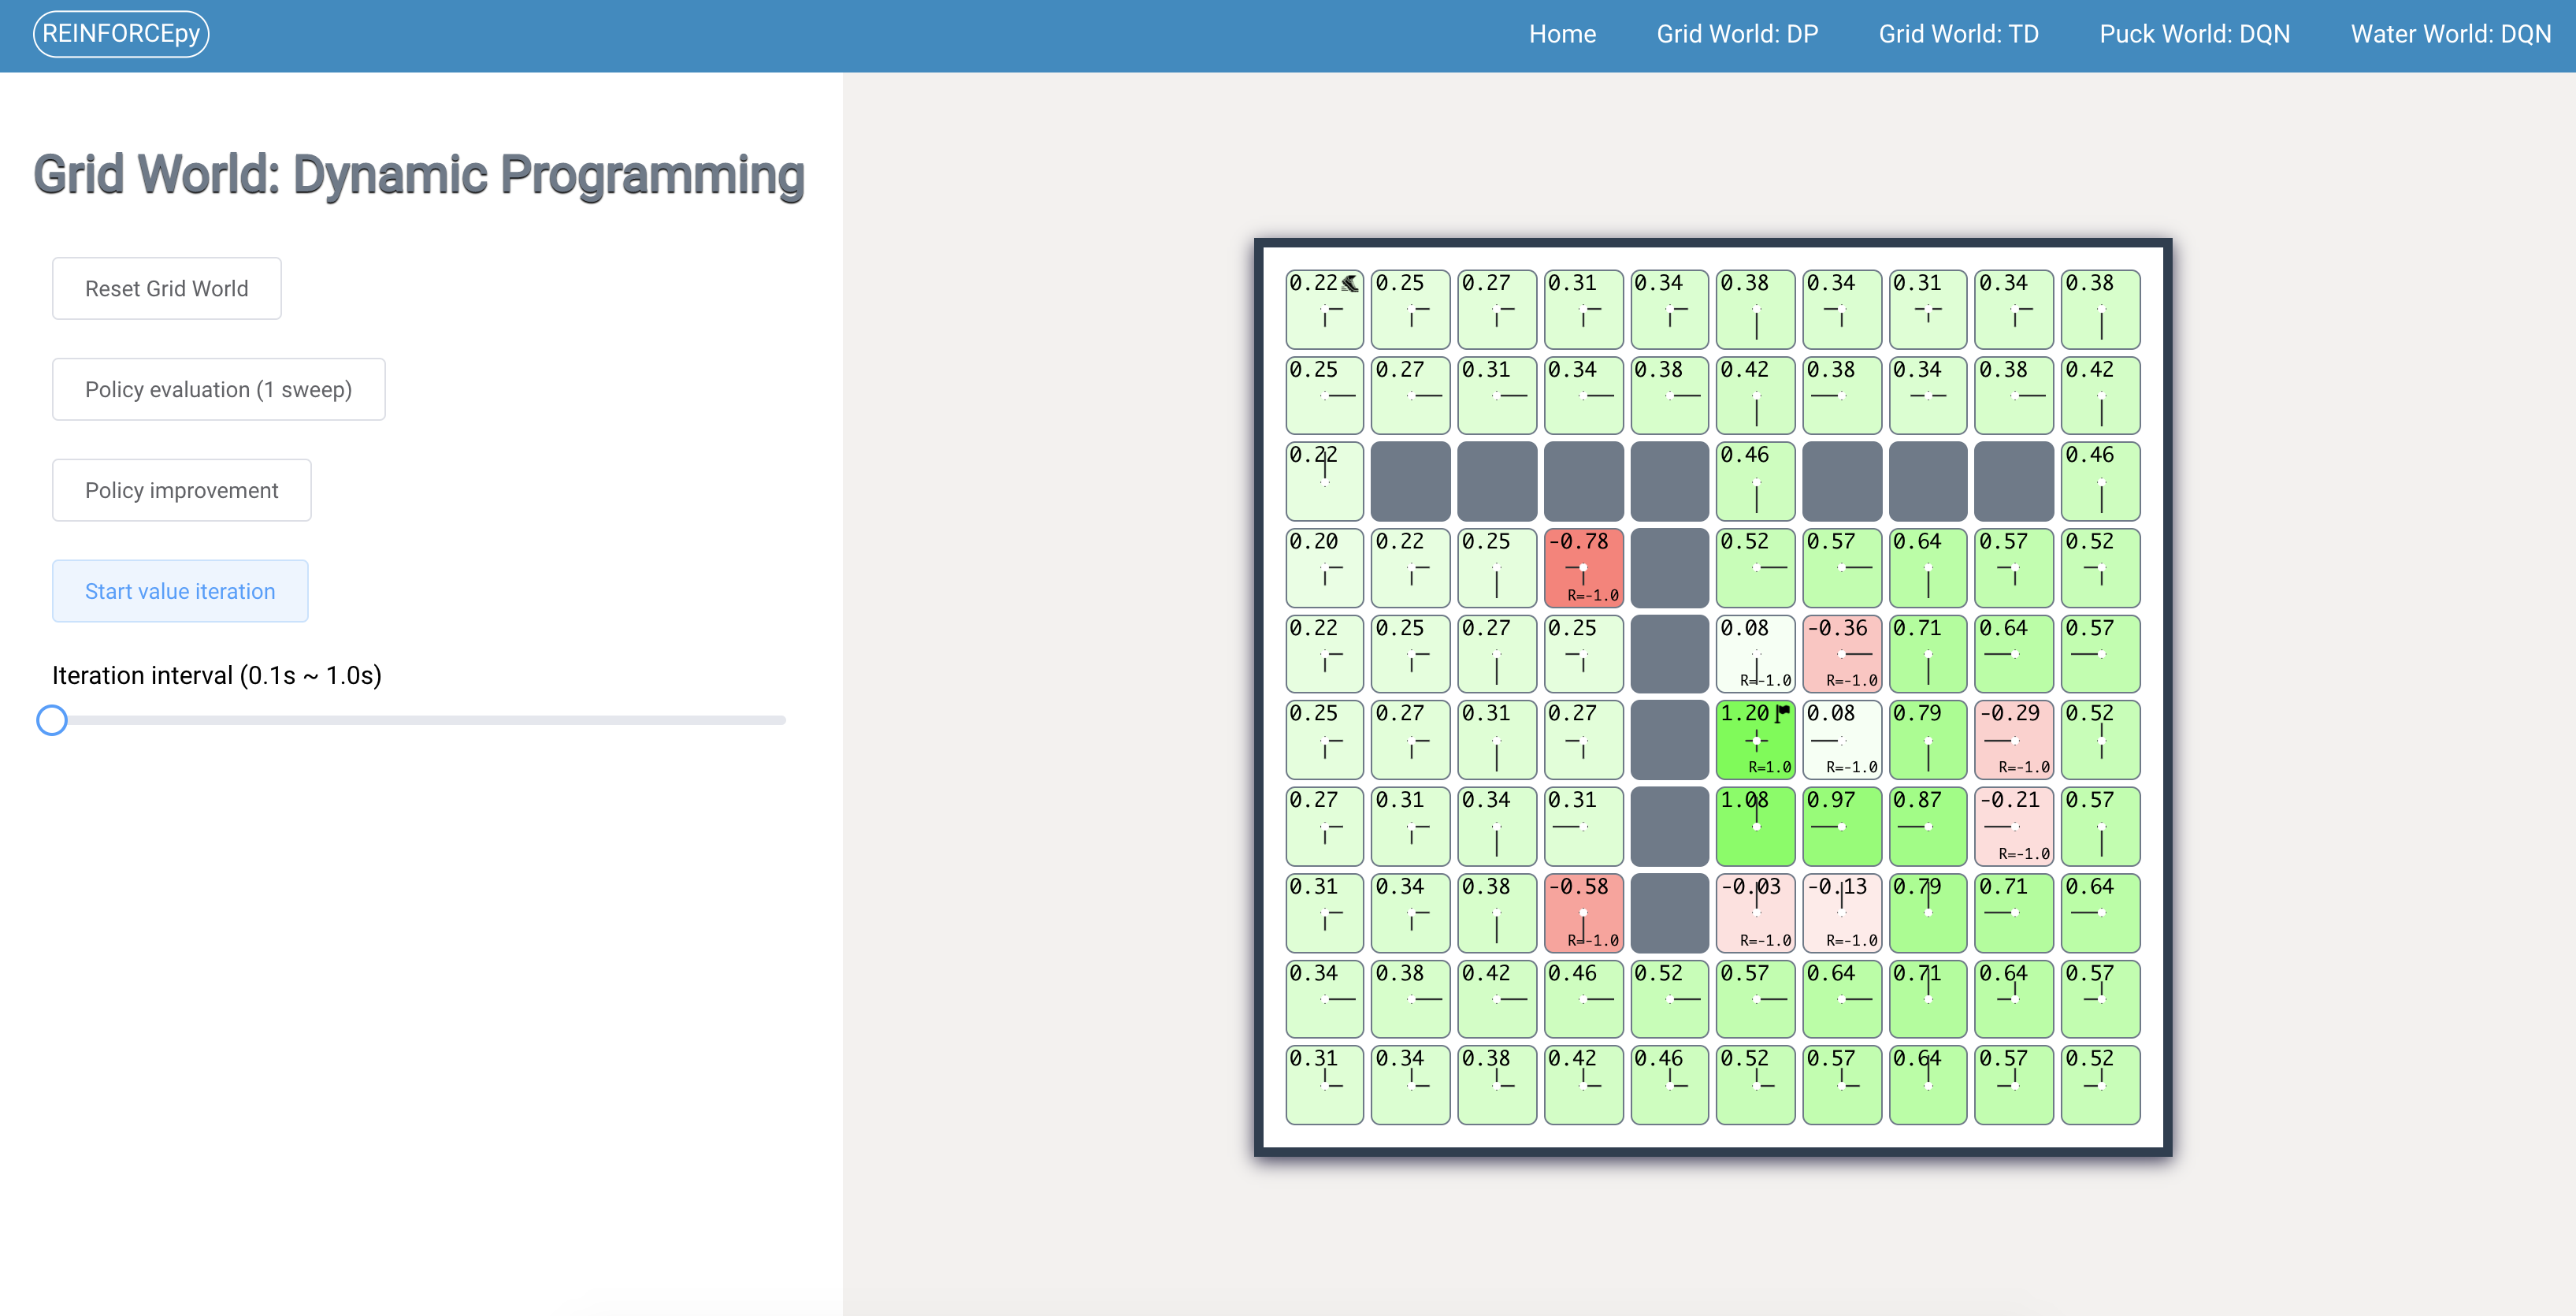 REINFORCEpy Home Grid World: DP Grid World: TD Puck World: DQN Water World: DQN
Grid World: Dynamic Programming
Reset Grid World
Policy evaluation (1 sweep)
Policy improvement
Start value iteration
Iteration interval (0.1s ~ 1.0s)
0.22 0.25 0.27 0.31 0.34 0.38 0.34 0.31 0.34 0.38
0.25 0.27 0.31 0.34 0.38 0.42 0.38 0.34 0.38 0.42
0.22 0.46 0.46
0.20 0.22 0.25 -0.78 0.52 0.57 0.64 0.57 0.52
R=-1.0
0.22 0.25 0.27 0.25 0.08 -0.36 0.71 0.64 0.57
R=-1.0 R=-1.0
0.25 0.27 0.31 0.27 1.20 0.08 0.79 -0.29 0.52
R=1.0 R=-1.0 R=-1.0
0.27 0.31 0.34 0.31 1.08 0.97 0.87 -0.21 0.57
R=-1.0
0.31 0.34 0.38 -0.58 -0.03 -0.13 0.79 0.71 0.64
R=-1.0 R=-1.0 R=-1.0
0.34 0.38 0.42 0.46 0.52 0.57 0.64 0.71 0.64 0.57
0.31 0.34 0.38 0.42 0.46 0.52 0.57 0.64 0.57 0.52